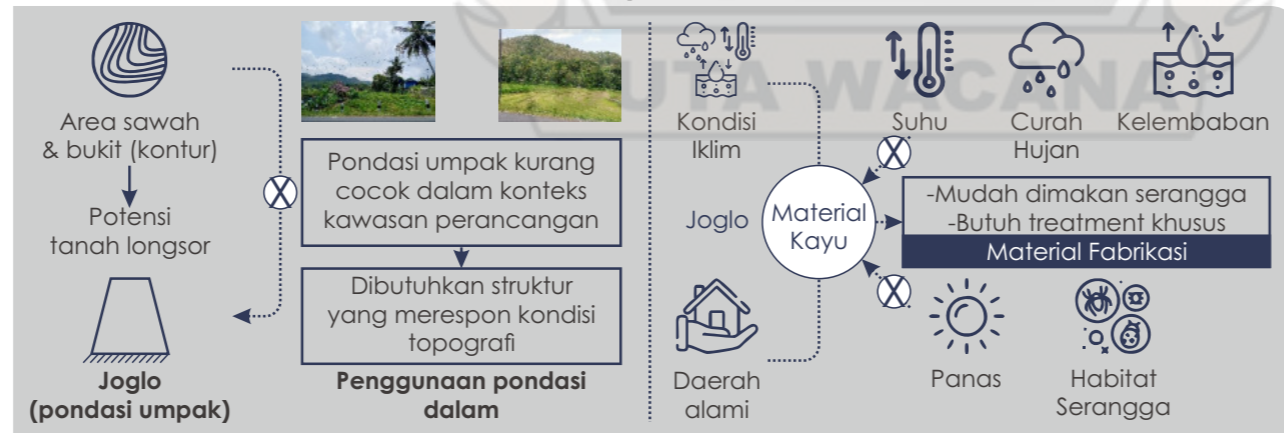 UTA WACANA
Area sawah
& bukit (kontur)
Potensi
tanah longsor
Joglo
(pondasi umpak)
X
Pondasi umpak kurang
cocok dalam konteks
kawasan perancangan
Dibutuhkan struktur
yang merespon kondisi
topografi
Penggunaan pondasi
dalam
Kondisi
Iklim
Joglo
Daerah
alami
Material
Kayu
Suhu
Curah
Hujan
Kelembaban
X
-Mudah dimakan serangga
-Butuh treatment khusus
Material Fabrikasi
X
Panas
Habitat
Serangga